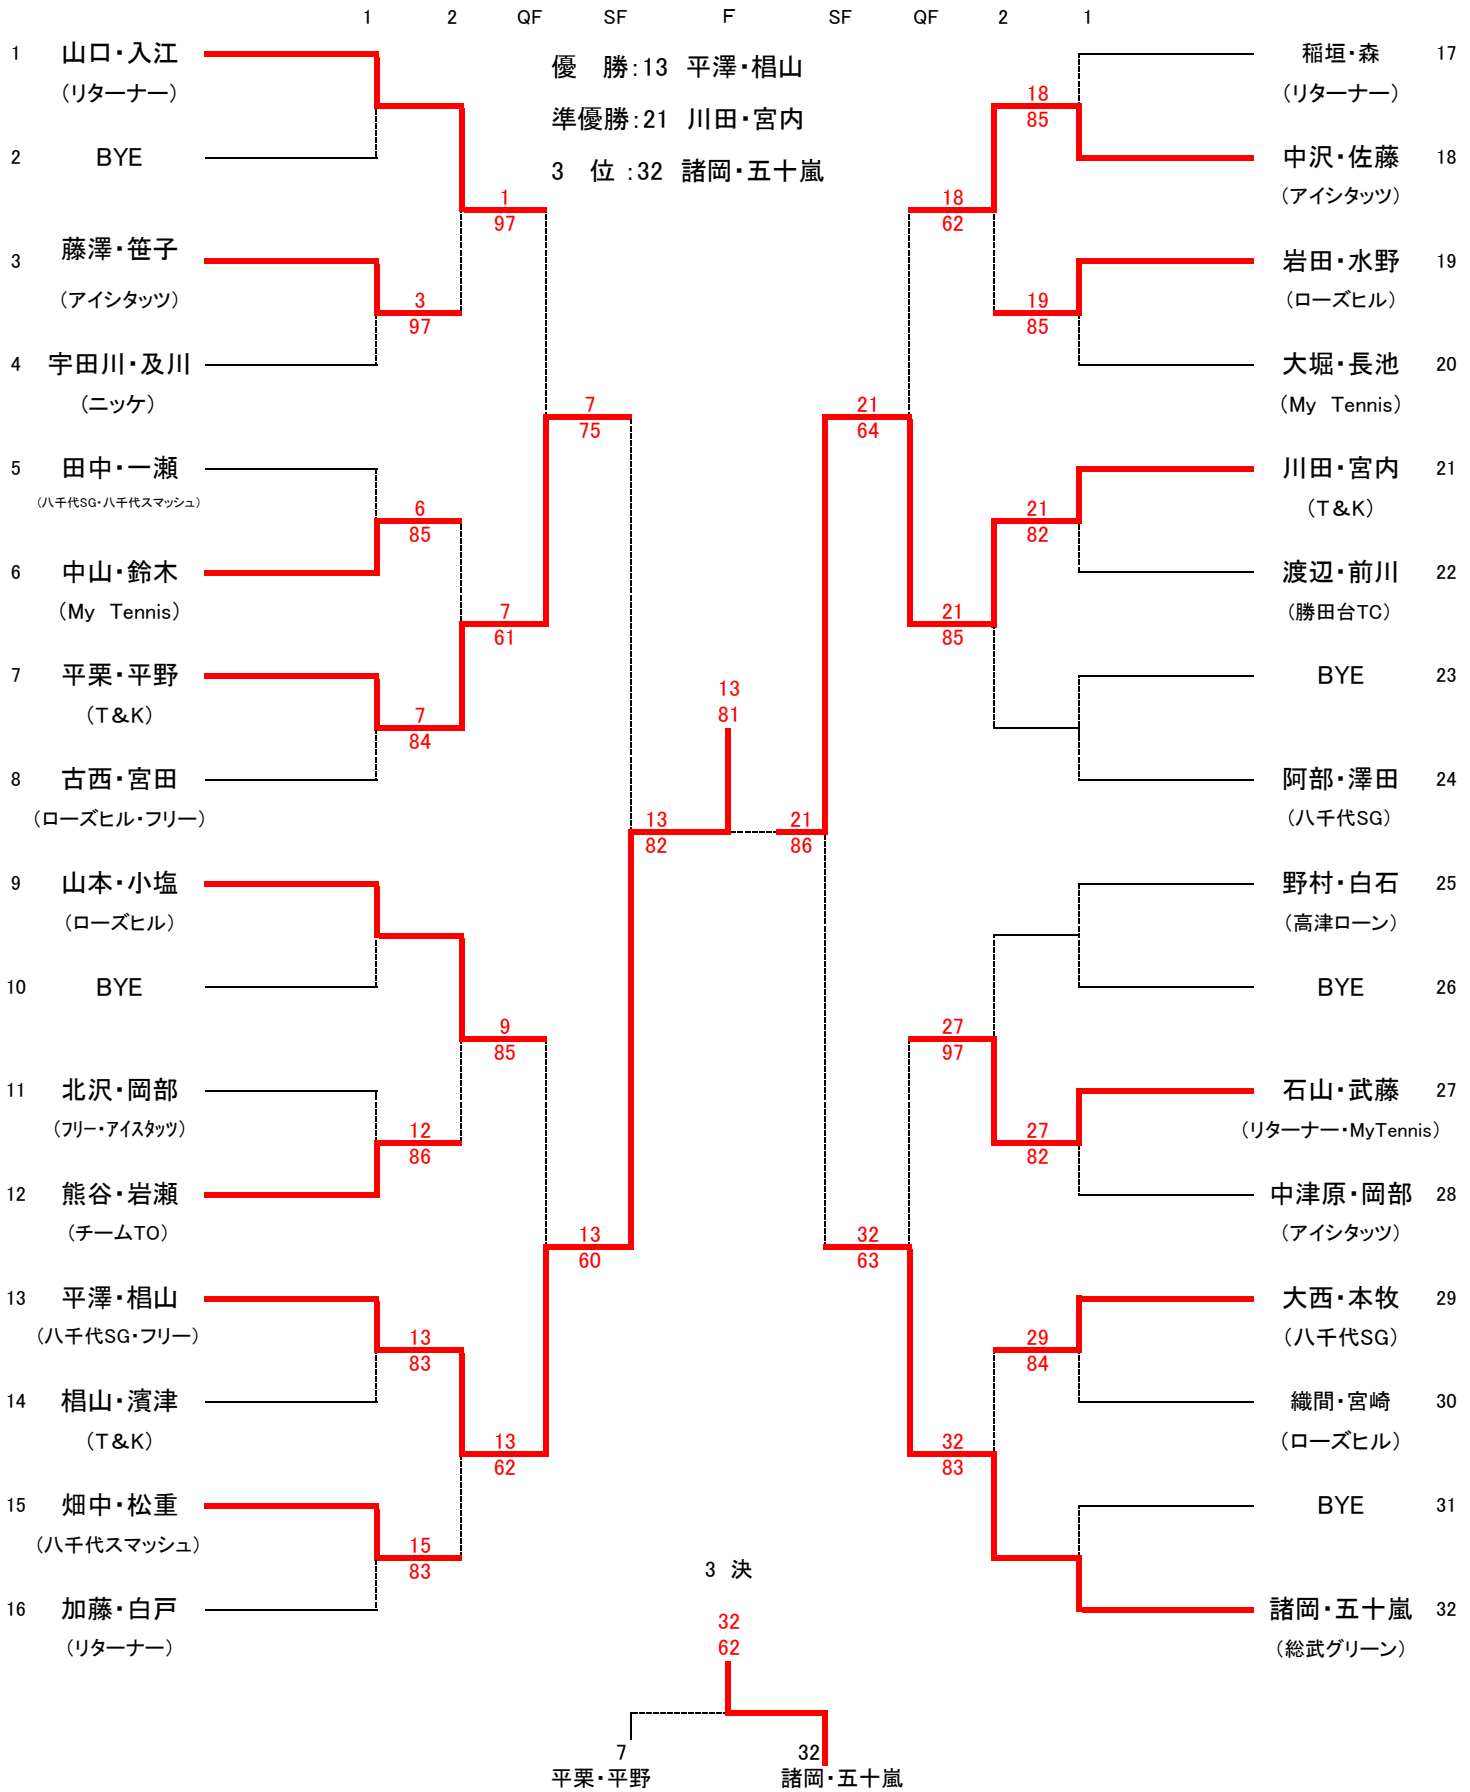 1 2 QF SF F SF QF 2 1
優　勝:13 平澤・椙山
準優勝:21 川田・宮内
3　位:32 諸岡・五十嵐
1 山口・入江
(リターナー)
2 BYE
3 藤澤・笹子
(アイシタッツ)
4 宇田川・及川
(ニッケ)
5 田中・一瀬
(八千代SG・八千代スマッシュ)
6 中山・鈴木
(My Tennis)
7 平栗・平野
(T&K)
8 古西・宮田
(ローズヒル・フリー)
9 山本・小塩
(ローズヒル)
10 BYE
11 北沢・岡部
(フリー・アイスタッツ)
12 熊谷・岩瀬
(チームTO)
13 平澤・椙山
(八千代SG・フリー)
14 椙山・濱津
(T&K)
15 畑中・松重
(八千代スマッシュ)
16 加藤・白戸
(リターナー)
3
97
6
85
7
84
12
86
13
83
15
83
1
97
7
61
9
85
13
62
7
75
13
60
13
82
13
81
21
86
21
64
32
63
18
62
21
85
27
97
32
83
18
85
19
85
21
82
27
82
29
84
稲垣・森 17
(リターナー)
中沢・佐藤 18
(アイシタッツ)
岩田・水野 19
(ローズヒル)
大堀・長池 20
(My Tennis)
川田・宮内 21
(T&K)
渡辺・前川 22
(勝田台TC)
BYE 23
阿部・澤田 24
(八千代SG)
野村・白石 25
(高津ローン)
BYE 26
石山・武藤 27
(リターナー・MyTennis)
中津原・岡部 28
(アイシタッツ)
大西・本牧 29
(八千代SG)
織間・宮崎 30
(ローズヒル)
BYE 31
諸岡・五十嵐 32
(総武グリーン)
3 決
32
62
7 32
平栗・平野 諸岡・五十嵐